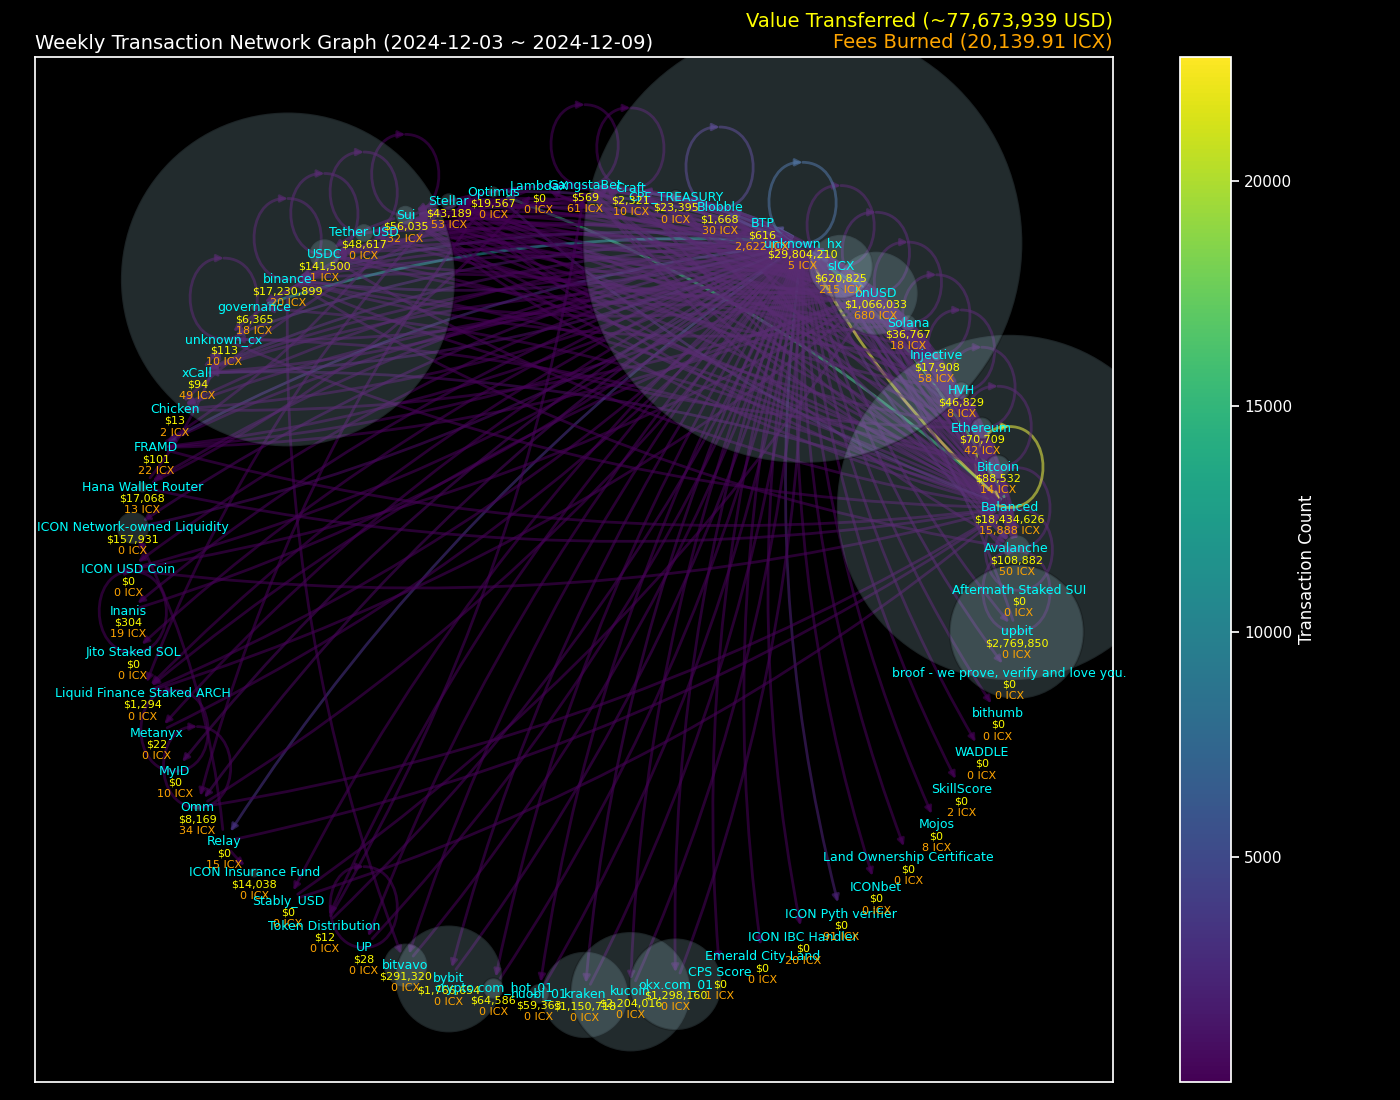 Value Transferred (~77,673,939 USD)
Weekly Transaction Network Graph (2024-12-03 ~ 2024-12-09)
Fees Burned (20,139.91 ICX)
LambdaX
$0
0 ICX
GangstaBet
$569
61 ICX
Craft
$2,321
10 ICX
CPF_TREASURY
$23,395
0 ICX
Blobble
$1,668
30 ICX
BTP
$616
2,622 ICX
unknown_hx
$29,804,210
5 ICX
sICX
$620,825
215 ICX
bnUSD
$1,066,033
680 ICX
Solana
$36,767
18 ICX
Injective
$17,908
58 ICX
HVH
$46,829
8 ICX
Ethereum
$70,709
42 ICX
Bitcoin
$88,532
14 ICX
Balanced
$18,434,626
15,888 ICX
Avalanche
$108,882
50 ICX
Aftermath Staked SUI
$0
0 ICX
upbit
$2,769,850
0 ICX
broof - we prove, verify and love you.
$0
0 ICX
bithumb
$0
0 ICX
WADDLE
$0
0 ICX
SkillScore
$0
2 ICX
Mojos
$0
8 ICX
Land Ownership Certificate
$0
0 ICX
ICONbet
$0
0 ICX
ICON Pyth verifier
$0
91 ICX
ICON IBC Handler
$0
20 ICX
Emerald City Land
$0
0 ICX
CPS Score
$0
1 ICX
okx.com_01
$1,298,160
0 ICX
kucoin
$2,204,016
0 ICX
kraken
$1,150,718
0 ICX
huobi_01
0 ICX
crypto.com_hot_01
$64,586
0 ICX
bybit
0 ICX
bitvavo
$291,320
0 ICX
UP
$28
0 ICX
Token Distribution
$12
0 ICX
Stably_USD
$0
0 ICX
ICON Insurance Fund
$14,038
0 ICX
Relay
$0
15 ICX
Omm
$8,169
34 ICX
MyID
$0
10 ICX
Metanyx
$22
0 ICX
Liquid Finance Staked ARCH
$1,294
0 ICX
Jito Staked SOL
$0
0 ICX
Inanis
$304
19 ICX
ICON USD Coin
$0
0 ICX
ICON Network-owned Liquidity
$157,931
0 ICX
Hana Wallet Router
$17,068
13 ICX
FRAMD
$101
22 ICX
Chicken
$13
2 ICX
xCall
$94
49 ICX
unknown_cx
$113
10 ICX
governance
$6,365
18 ICX
binance
$17,230,899
20 ICX
USDC
$141,500
1 ICX
Tether USD
$48,617
0 ICX
Sui
$56,035
32 ICX
Stellar
$43,189
53 ICX
Optimus
$19,567
0 ICX
20000
15000
10000
5000
Transaction Count